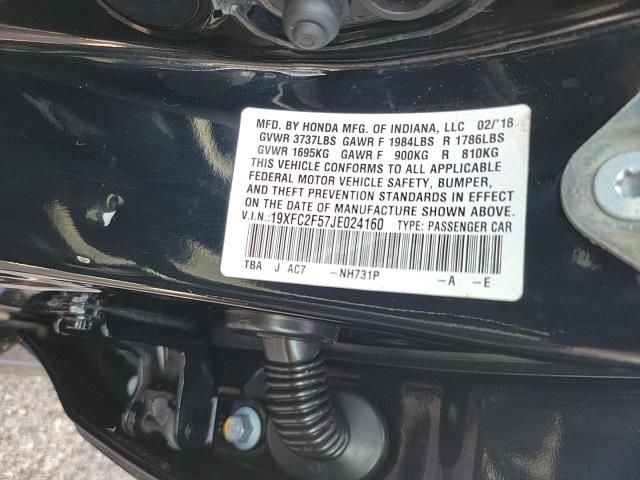 MFD. BY HONDA MFG. OF INDIANA, LLC 02/'18
GVWR 3737LBS GAWR F 1984LBS R 1786LBS
GVWR 1695KG GAWR F 900KG R 810KG
THIS VEHICLE CONFORMS TO ALL APPLICABLE
FEDERAL MOTOR VEHICLE SAFETY, BUMPER,
AND THEFT PREVENTION STANDARDS IN EFFECT
ON THE DATE OF MANUFACTURE SHOWN ABOVE.
V.I.N.:19XFC2F57JE024160 TYPE: PASSENGER CAR
TBA J AC7 -NH731P -A -E